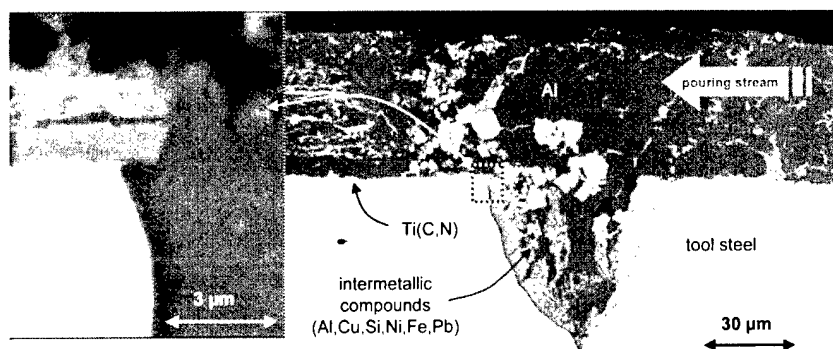 Al
pouring stream
Ti(C,N)
tool steel
intermetallic
compounds
(Al,Cu,Si,Ni,Fe,Pb)
3 µm
30 µm